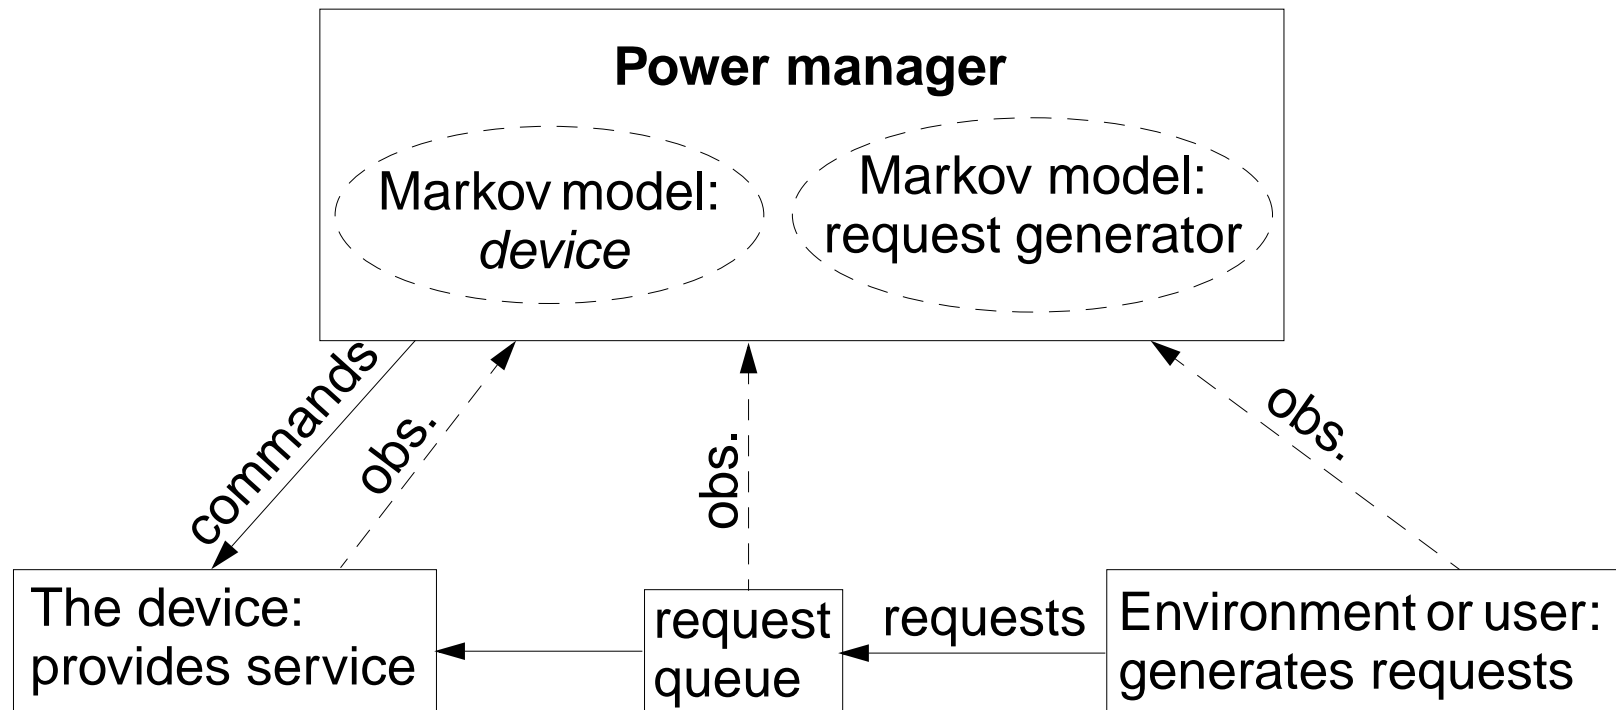 Power manager
Markov model:
device
Markov model:
request generator
commands
obs.
obs.
obs.
The device:
provides service
request
queue
requests
Environment or user:
generates requests